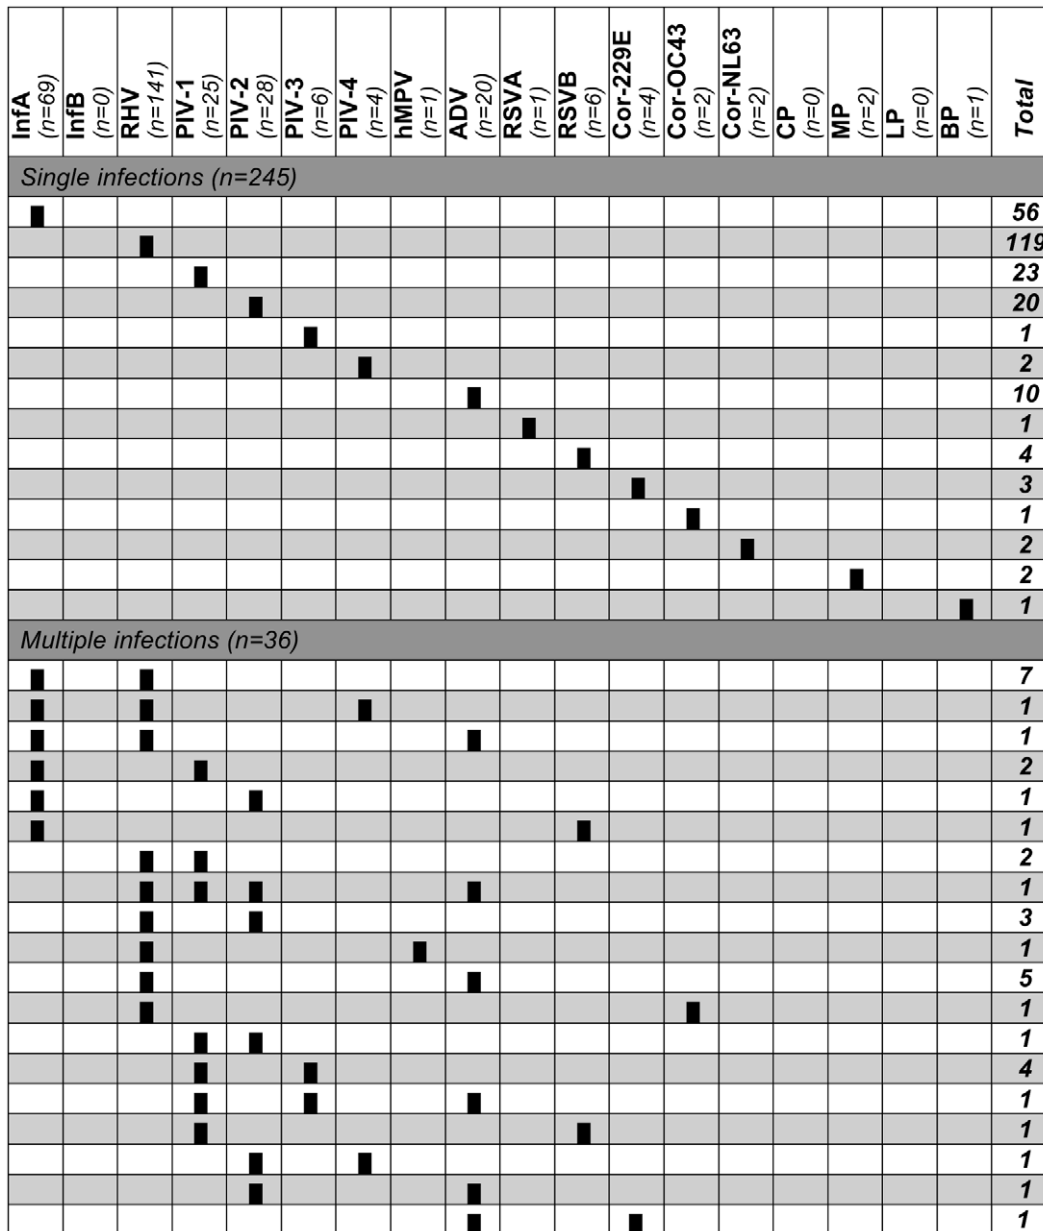 InfA (n=69)
InfB (n=0)
RHV (n=141)
PIV-1 (n=25)
PIV-2 (n=28)
PIV-3 (n=6)
PIV-4 (n=4)
hMPV (n=1)
ADV (n=20)
RSVA (n=1)
RSVB (n=6)
Cor-229E (n=4)
Cor-OC43 (n=2)
Cor-NL63 (n=2)
CP (n=0)
MP (n=2)
LP (n=0)
BP (n=1)
Total
Single infections (n=245)
56
119
23
20
1
2
10
1
4
3
1
2
2
1
Multiple infections (n=36)
7
1
1
2
1
1
2
1
3
1
5
1
1
4
1
1
1
1
1